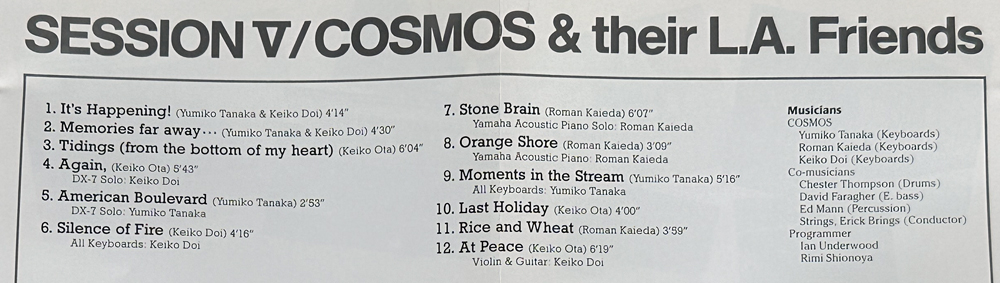 SESSION V/COSMOS & their L.A. Friends
1. It's Happening! (Yumiko Tanaka & Keiko Doi) 4'14"
2. Memories far away··· (Yumiko Tanaka & Keiko Doi) 4'30"
3. Tidings (from the bottom of my heart) (Keiko Ota) 6'04"
4. Again, (Keiko Ota) 5'43"
DX-7 Solo: Keiko Doi
5. American Boulevard (Yumiko Tanaka) 2'53"
DX-7 Solo: Yumiko Tanaka
6. Silence of Fire (Keiko Doi) 4'16"
All Keyboards: Keiko Doi
7. Stone Brain (Roman Kaieda) 6'07"
Yamaha Acoustic Piano Solo: Roman Kaieda
8. Orange Shore (Roman Kaieda) 3'09"
Yamaha Acoustic Piano: Roman Kaieda
9. Moments in the Stream (Yumiko Tanaka) 5'16"
All Keyboards: Yumiko Tanaka
10. Last Holiday (Keiko Ota) 4'00"
11. Rice and Wheat (Roman Kaieda) 3'59"
12. At Peace (Keiko Ota) 6'19"
Violin & Guitar: Keiko Doi
Musicians
COSMOS
Yumiko Tanaka (Keyboards)
Roman Kaieda (Keyboards)
Keiko Doi (Keyboards)
Co-musicians
Chester Thompson (Drums)
David Faragher (E. bass)
Ed Mann (Percussion)
Strings, Erick Brings (Conductor)
Programmer
Ian Underwood
Rimi Shionoya